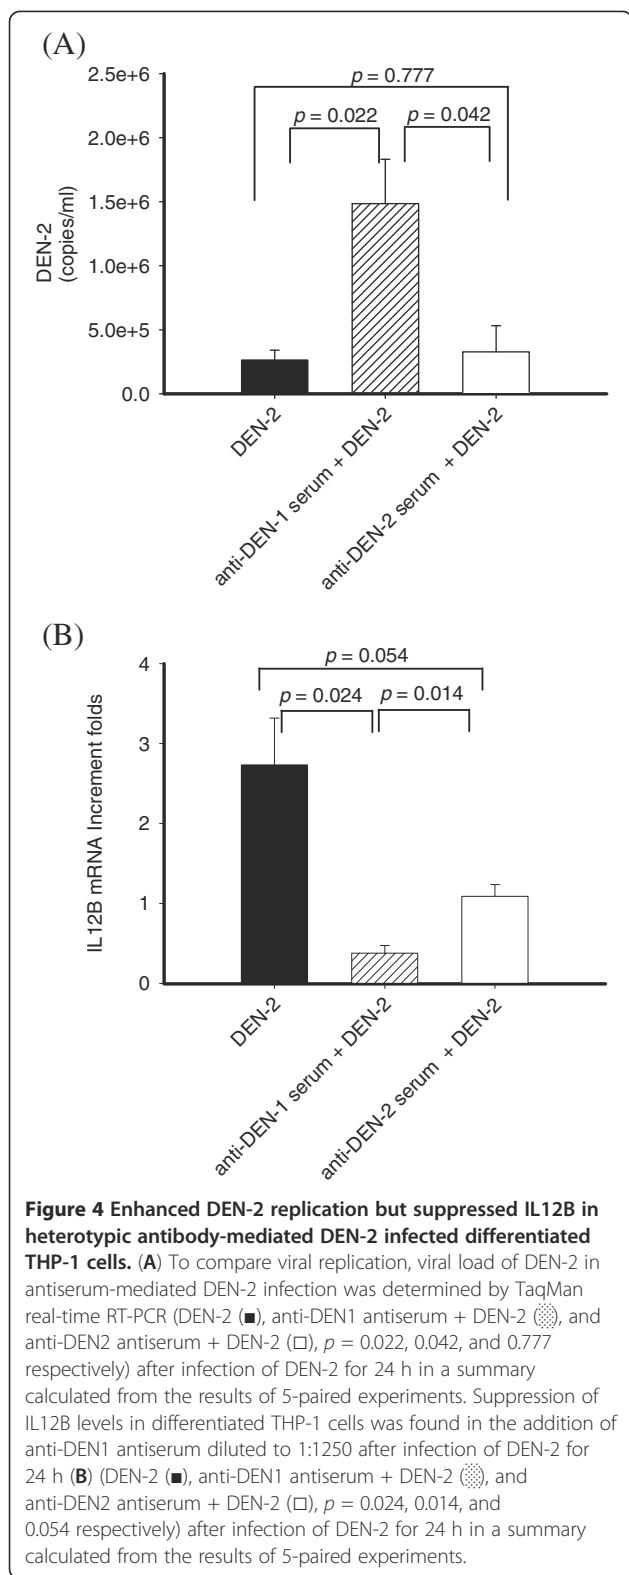 (A)
2.5e+6
2.0e+6
1.5e+6
1.0e+6
5.0e+5
0.0
DEN-2
(copies/ml)
p = 0.777
p = 0.022
p = 0.042
DEN-2
anti-DEN-1 serum + DEN-2
anti-DEN-2 serum + DEN-2
(B)
4
3
2
1
0
IL12B mRNA Increment folds
p = 0.054
p = 0.024
p = 0.014
DEN-2
anti-DEN-1 serum + DEN-2
anti-DEN-2 serum + DEN-2
Figure 4 Enhanced DEN-2 replication but suppressed IL12B in
heterotypic antibody-mediated DEN-2 infected differentiated
THP-1 cells. (A) To compare viral replication, viral load of DEN-2 in
antiserum-mediated DEN-2 infection was determined by TaqMan
real-time RT-PCR (DEN-2 (■), anti-DEN1 antiserum + DEN-2 (░), and
anti-DEN2 antiserum + DEN-2 (□), p = 0.022, 0.042, and 0.777
respectively) after infection of DEN-2 for 24 h in a summary
calculated from the results of 5-paired experiments. Suppression of
IL12B levels in differentiated THP-1 cells was found in the addition of
anti-DEN1 antiserum diluted to 1:1250 after infection of DEN-2 for
24 h (B) (DEN-2 (■), anti-DEN1 antiserum + DEN-2 (░), and
anti-DEN2 antiserum + DEN-2 (□), p = 0.024, 0.014, and
0.054 respectively) after infection of DEN-2 for 24 h in a summary
calculated from the results of 5-paired experiments.